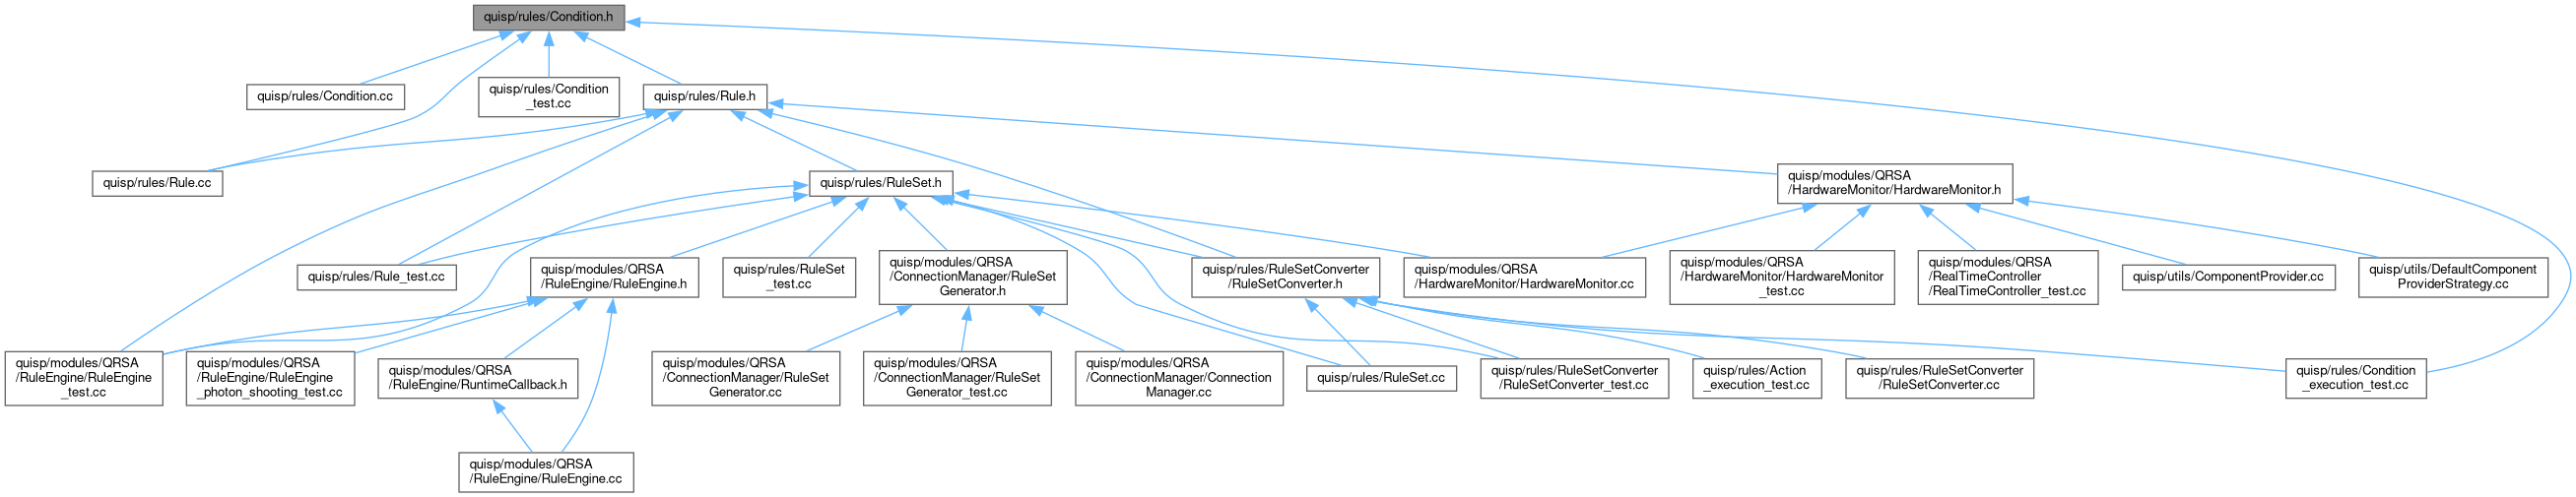 quisp/rules/Condition.h
quisp/rules/Condition.cc
quisp/rules/Condition
_test.cc
quisp/rules/Rule.h
quisp/rules/Rule.cc
quisp/rules/RuleSet.h
quisp/modules/QRSA
/HardwareMonitor/HardwareMonitor.h
quisp/rules/Rule_test.cc
quisp/modules/QRSA
/RuleEngine/RuleEngine.h
quisp/rules/RuleSet
_test.cc
quisp/modules/QRSA
/ConnectionManager/RuleSet
Generator.h
quisp/rules/RuleSetConverter
/RuleSetConverter.h
quisp/modules/QRSA
/HardwareMonitor/HardwareMonitor.cc
quisp/modules/QRSA
/HardwareMonitor/HardwareMonitor
_test.cc
quisp/modules/QRSA
/RealTimeController
/RealTimeController_test.cc
quisp/utils/ComponentProvider.cc
quisp/utils/DefaultComponent
ProviderStrategy.cc
quisp/modules/QRSA
/RuleEngine/RuleEngine
_test.cc
quisp/modules/QRSA
/RuleEngine/RuleEngine
_photon_shooting_test.cc
quisp/modules/QRSA
/RuleEngine/RuntimeCallback.h
quisp/modules/QRSA
/ConnectionManager/RuleSet
Generator.cc
quisp/modules/QRSA
/ConnectionManager/RuleSet
Generator_test.cc
quisp/modules/QRSA
/ConnectionManager/Connection
Manager.cc
quisp/rules/RuleSet.cc
quisp/rules/RuleSetConverter
/RuleSetConverter_test.cc
quisp/rules/Action
_execution_test.cc
quisp/rules/RuleSetConverter
/RuleSetConverter.cc
quisp/rules/Condition
_execution_test.cc
quisp/modules/QRSA
/RuleEngine/RuleEngine.cc